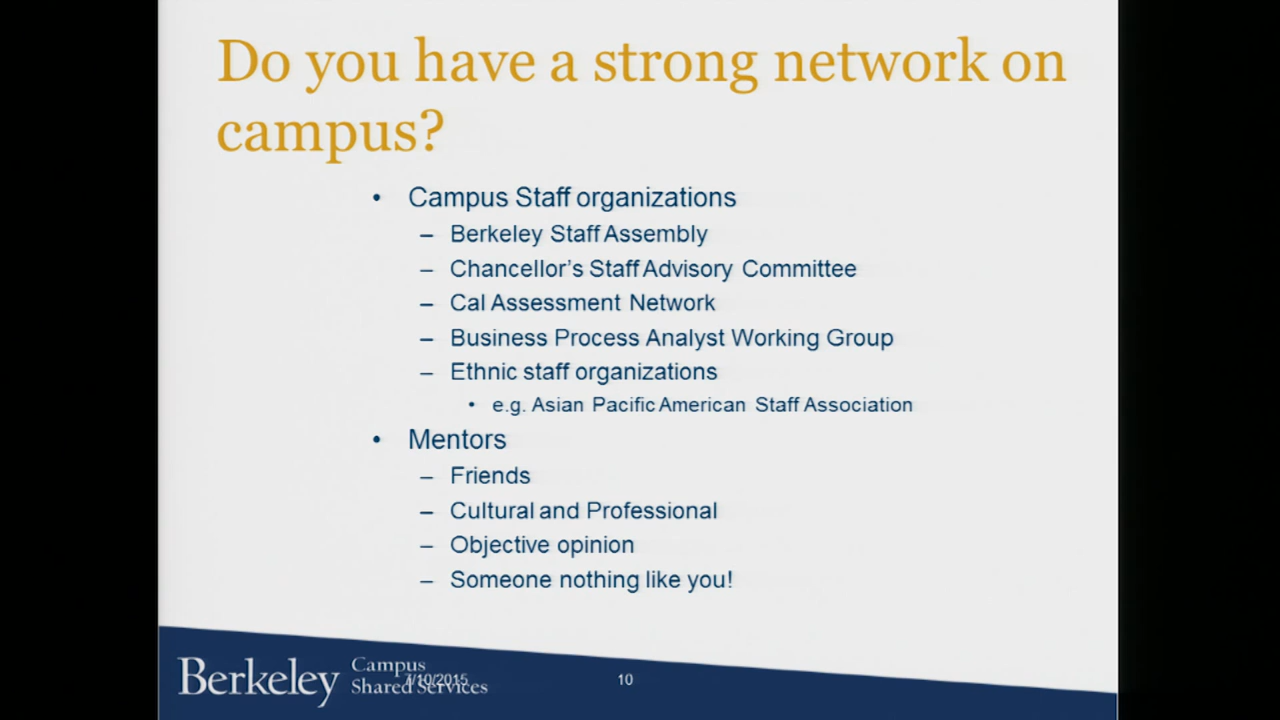 Do you have a strong network on
campus?
• Campus Staff organizations
– Berkeley Staff Assembly
– Chancellor's Staff Advisory Committee
– Cal Assessment Network
– Business Process Analyst Working Group
– Ethnic staff organizations
• e.g. Asian Pacific American Staff Association
• Mentors
– Friends
– Cultural and Professional
– Objective opinion
– Someone nothing like you!
Berkeley
Campus
Shared Services
10